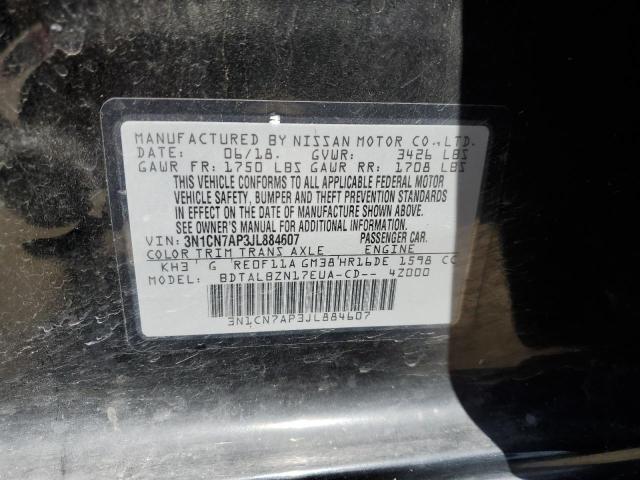 MANUFACTURED BY NISSAN MOTOR CO., LTD.
DATE: 06/18. GVWR: 3426 LBS
GAWR FR: 1750 LBS GAWR RR: 1708 LBS
THIS VEHICLE CONFORMS TO ALL APPLICABLE FEDERAL MOTOR
VEHICLE SAFETY, BUMPER AND THEFT PREVENTION STANDARDS
IN EFFECT ON THE DATE OF MANUFACTURE SHOWN ABOVE.
SEE OWNER'S MANUAL FOR ADDITIONAL INFORMATION.
VIN: 3N1CN7AP3JL884607 PASSENGER CAR.
COLOR TRIM TRANS AXLE ENGINE
KH3 G RE0F11A GM38 HR16DE 1598 CC
MODEL: BDTALBZN17EUA-CD-- 4Z000
3N1CN7AP3JL884607